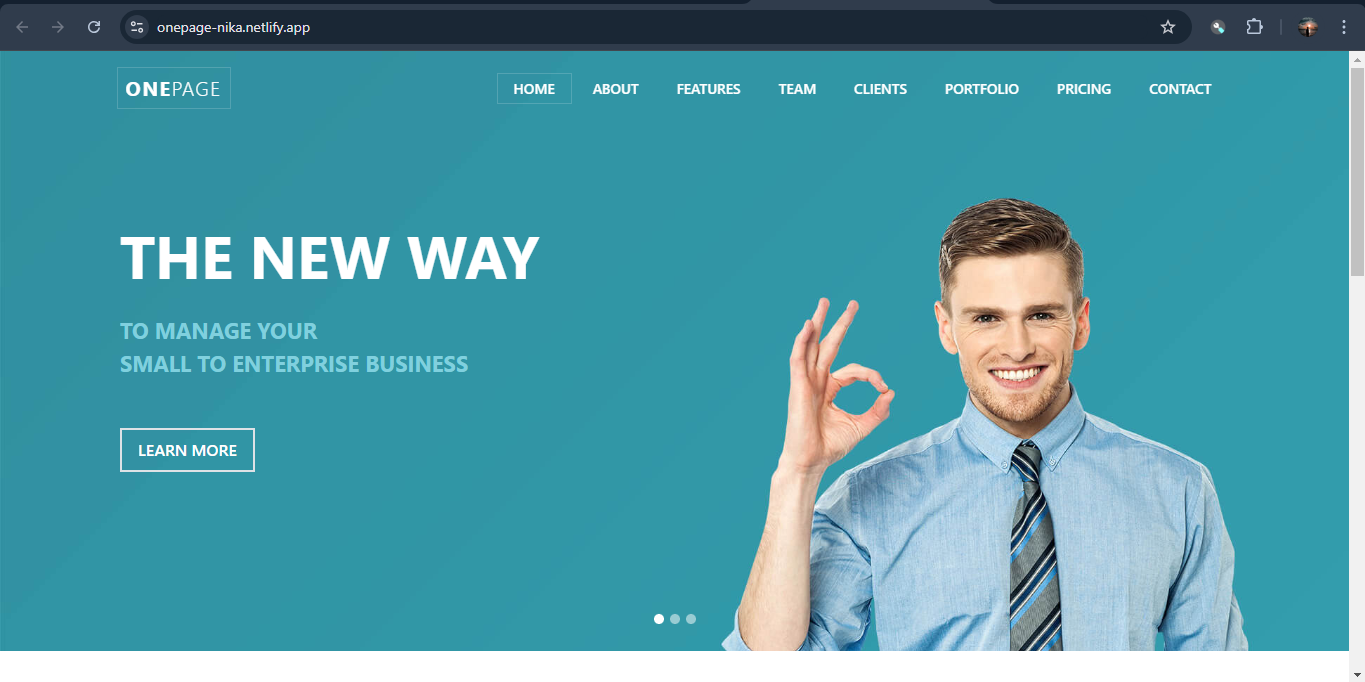 onepage-nika.netlify.app
ONEPAGE
HOME ABOUT FEATURES TEAM CLIENTS PORTFOLIO PRICING CONTACT
THE NEW WAY
TO MANAGE YOUR
SMALL TO ENTERPRISE BUSINESS
LEARN MORE